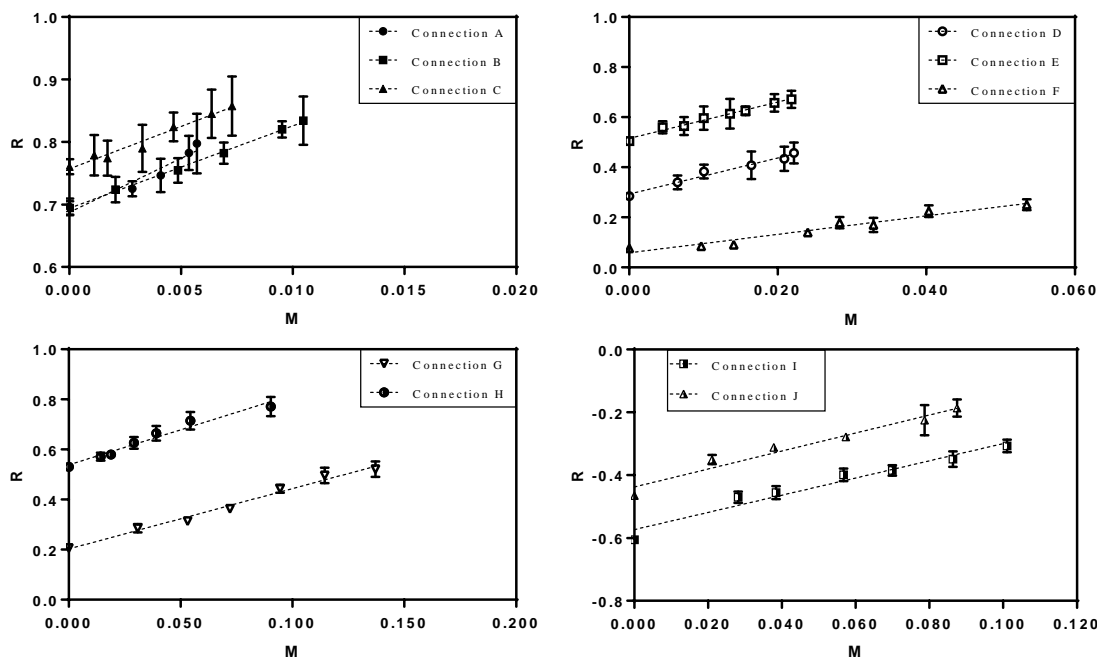 1.0
0.9
0.8
0.7
0.6
R
0.000 0.005 0.010 0.015 0.020
M
Connection A
Connection B
Connection C
1.0
0.8
0.6
0.4
0.2
0.0
R
0.000 0.020 0.040 0.060
M
Connection D
Connection E
Connection F
1.0
0.8
0.6
0.4
0.2
0.0
R
0.000 0.050 0.100 0.150 0.200
M
Connection G
Connection H
-0.0
-0.2
-0.4
-0.6
-0.8
R
0.000 0.020 0.040 0.060 0.080 0.100 0.120
M
Connection I
Connection J